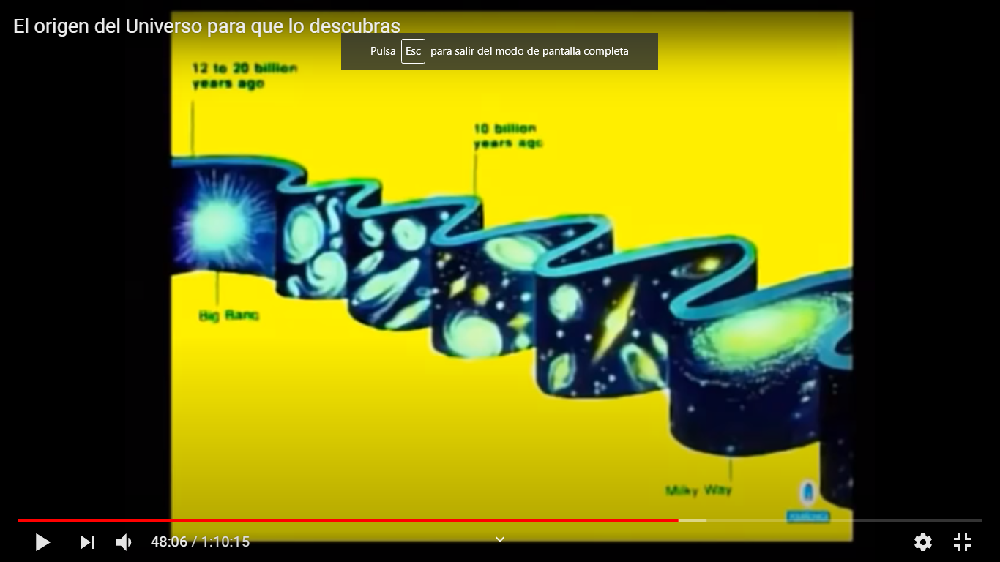 El origen del Universo para que lo descubras
Pulsa Esc para salir del modo de pantalla completa
12 to 20 billion
years ago
10 billion
years ago
Big Bang
Milky Way
48:06 / 1:10:15